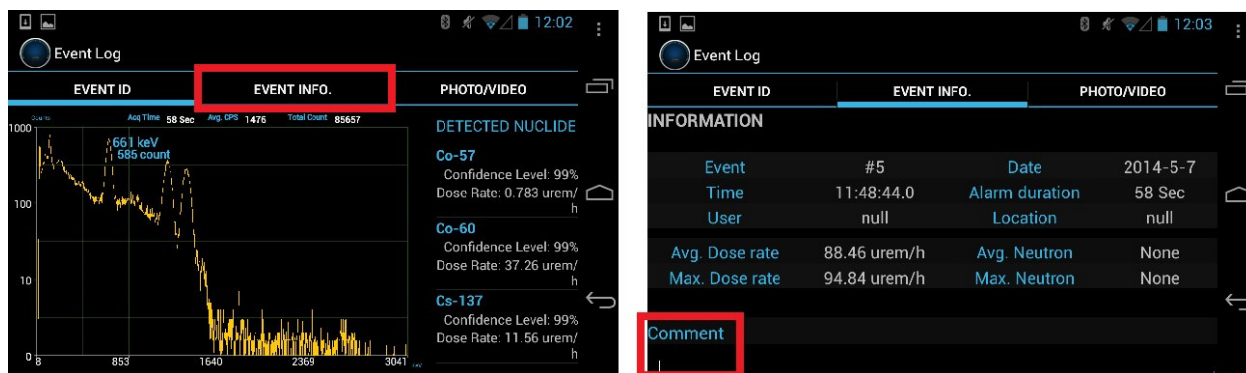 12:02
Event Log
EVENT ID EVENT INFO. PHOTO/VIDEO
Counts Acq Time 58 Sec Avg. CPS 1476 Total Count 85657
1000
661 keV
585 count
100
10
0
8 853 1640 2369 3041 keV
DETECTED NUCLIDE
Co-57
Confidence Level: 99%
Dose Rate: 0.783 urem/
h
Co-60
Confidence Level: 99%
Dose Rate: 37.26 urem/
h
Cs-137
Confidence Level: 99%
Dose Rate: 11.56 urem/
h
12:03
Event Log
EVENT ID EVENT INFO. PHOTO/VIDEO
INFORMATION
Event #5 Date 2014-5-7
Time 11:48:44.0 Alarm duration 58 Sec
User null Location null
Avg. Dose rate 88.46 urem/h Avg. Neutron None
Max. Dose rate 94.84 urem/h Max. Neutron None
Comment